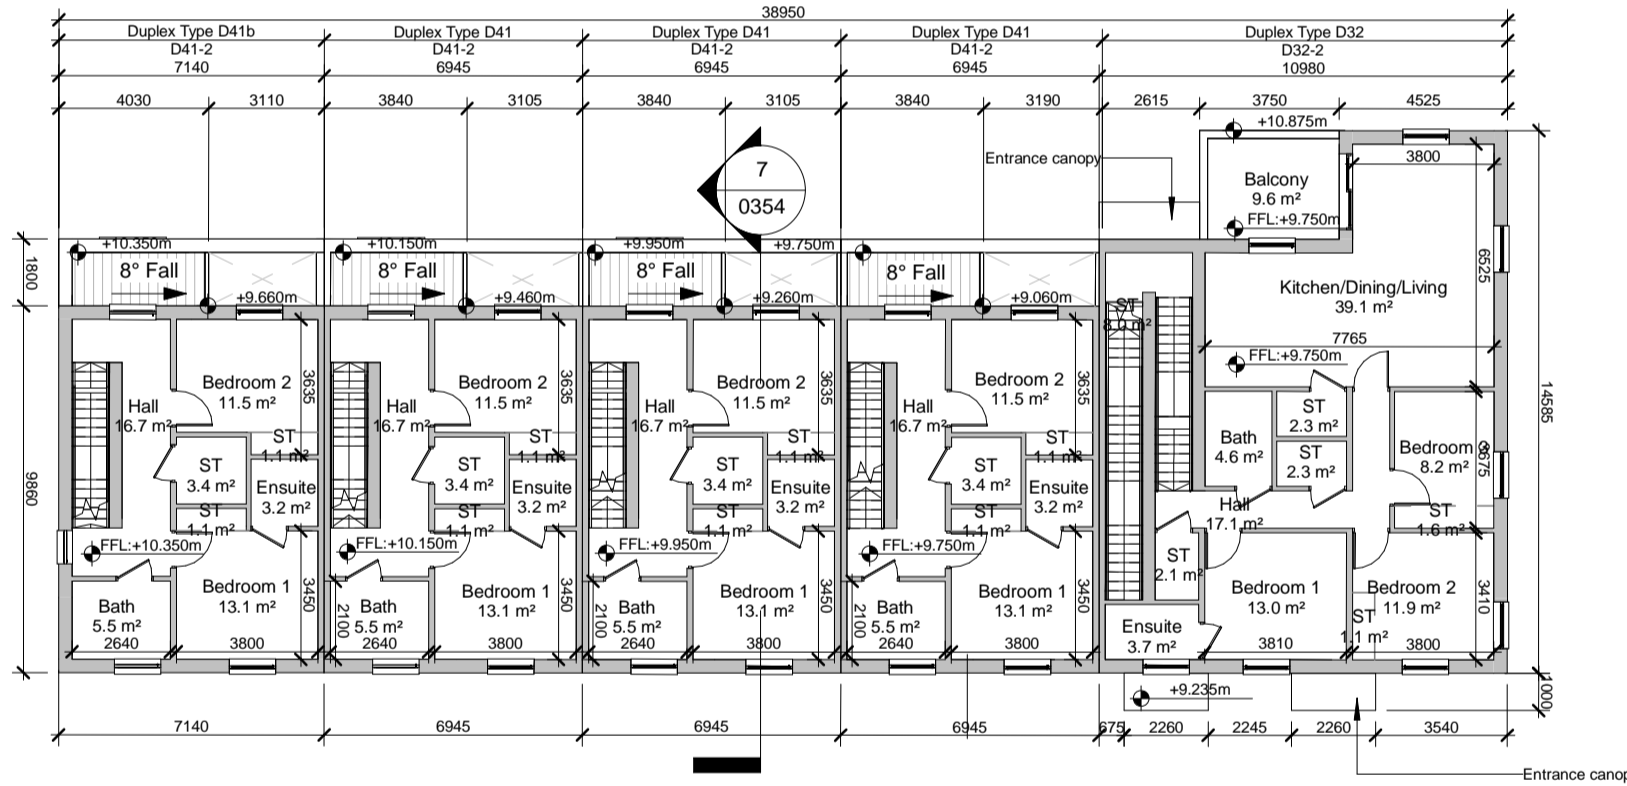 38950
Duplex Type D41b
Duplex Type D41
Duplex Type D41
Duplex Type D41
Duplex Type D32
D41-2
D41-2
D41-2
D41-2
D32-2
7140
6945
6945
6945
10980
4030
3110
3840
3105
3840
3105
3840
3190
2615
3750
4525
+10.875m
Entrance canopy
3800
7
0354
Balcony
9.6 m²
FFL:+9.750m
+10.350m
+10.150m
+9.950m
+9.750m
1800
8° Fall
8° Fall
8° Fall
8° Fall
6525
+9.660m
+9.460m
+9.260m
+9.060m
Kitchen/Dining/Living
39.1 m²
ST
8.0 m²
7765
FFL:+9.750m
Bedroom 2
11.5 m²
3635
Bedroom 2
11.5 m²
3635
Bedroom 2
11.5 m²
3635
Bedroom 2
11.5 m²
3635
14585
Hall
16.7 m²
Hall
16.7 m²
Hall
16.7 m²
Hall
16.7 m²
ST
2.3 m²
Bath
4.6 m²
ST
2.3 m²
Bedroom
8.2 m²
ST
1.1 m²
ST
1.1 m²
ST
1.1 m²
ST
1.1 m²
9860
ST
3.4 m²
ST
3.4 m²
ST
3.4 m²
ST
3.4 m²
Ensuite
3.2 m²
Ensuite
3.2 m²
Ensuite
3.2 m²
Ensuite
3.2 m²
ST
1.1 m²
ST
1.1 m²
ST
1.1 m²
ST
1.1 m²
Hall
17.1 m²
ST
1.6 m²
FFL:+10.350m
FFL:+10.150m
FFL:+9.950m
FFL:+9.750m
ST
2.1 m²
Bedroom 1
13.1 m²
3450
Bedroom 1
13.1 m²
3450
Bedroom 1
13.1 m²
3450
Bedroom 1
13.1 m²
3450
Bedroom 1
13.0 m²
Bedroom 2
11.9 m²
3410
Bath
5.5 m²
2100
Bath
5.5 m²
2100
Bath
5.5 m²
2100
Bath
5.5 m²
Ensuite
3.7 m²
ST
1.1 m²
2640
3800
2640
3800
2640
3800
2640
3800
3810
3800
+9.235m
1000
7140
6945
6945
6945
675
2260
2245
2260
3540
Entrance canop